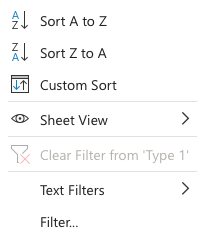 Sort A to Z
Sort Z to A
Custom Sort
Sheet View
Clear Filter from 'Type 1'
Text Filters
Filter...